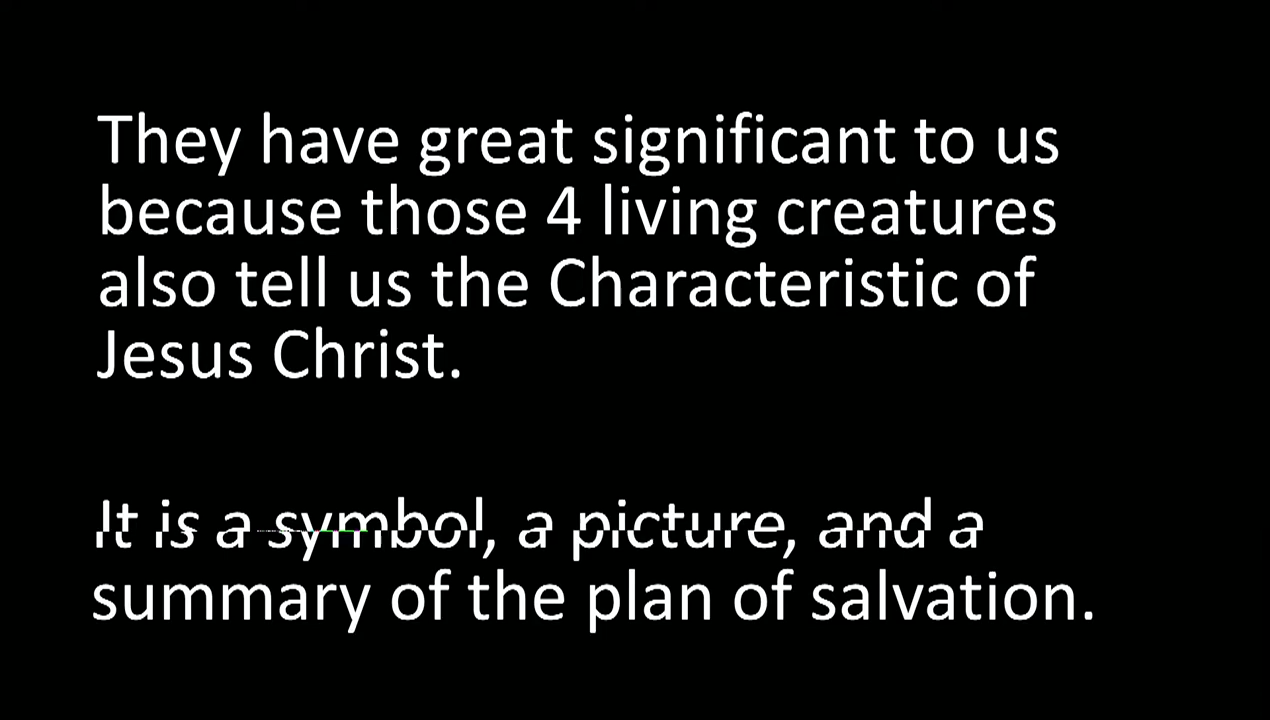 They have great significant to us
because those 4 living creatures
also tell us the Characteristic of
Jesus Christ.
It is a symbol, a picture, and a
summary of the plan of salvation.